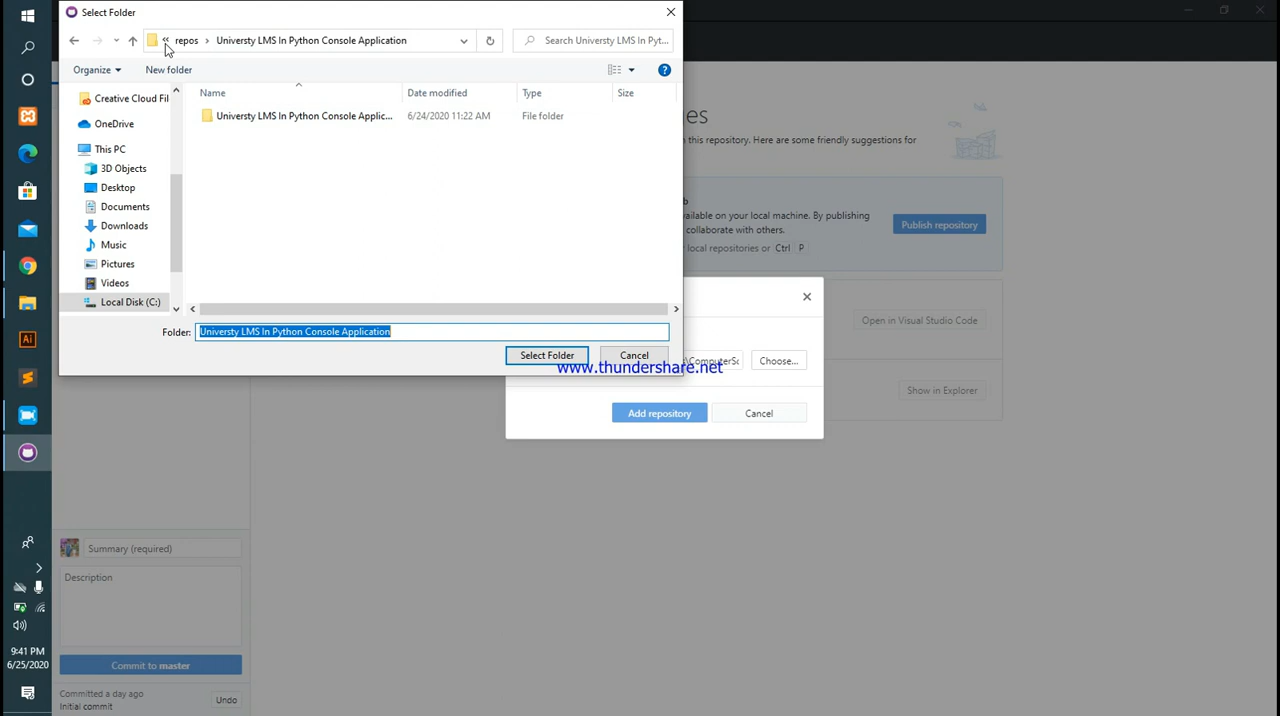 Select Folder
« repos › Universty LMS In Python Console Application
Search Universty LMS In Pyt...
Organize
New folder
Creative Cloud Fil
OneDrive
This PC
3D Objects
Desktop
Documents
Downloads
Music
Pictures
Videos
Local Disk (C:)
Name
Date modified
Type
Size
Universty LMS In Python Console Applic...
6/24/2020 11:22 AM
File folder
Folder:
Universty LMS In Python Console Application
Select Folder
Cancel
www.thundershare.net
es
n this repository. Here are some friendly suggestions for
b
vailable on your local machine. By publishing
collaborate with others.
local repositories or Ctrl P
Publish repository
Open in Visual Studio Code
Show in Explorer
\ComputerSc
Choose...
Add repository
Cancel
Summary (required)
Description
Commit to master
Committed a day ago
Initial commit
Undo
Ai
9:41 PM
6/25/2020